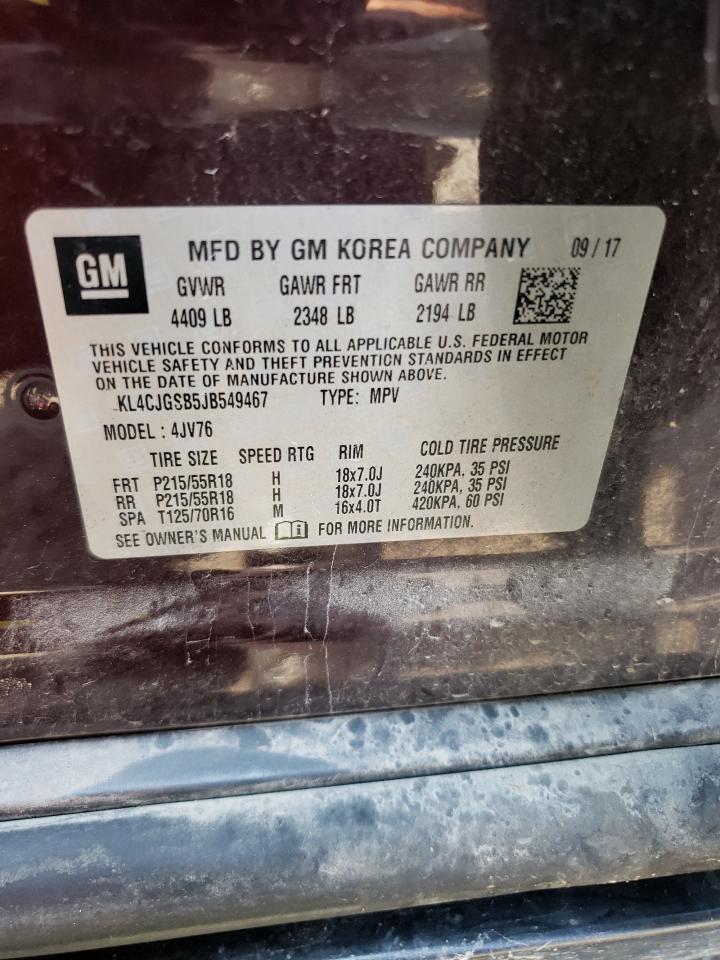 GM
MFD BY GM KOREA COMPANY 09 / 17
GVWR GAWR FRT GAWR RR
4409 LB 2348 LB 2194 LB
THIS VEHICLE CONFORMS TO ALL APPLICABLE U.S. FEDERAL MOTOR
VEHICLE SAFETY AND THEFT PREVENTION STANDARDS IN EFFECT
ON THE DATE OF MANUFACTURE SHOWN ABOVE.
KL4CJGSB5JB549467 TYPE: MPV
MODEL : 4JV76
TIRE SIZE SPEED RTG RIM COLD TIRE PRESSURE
FRT P215/55R18 H 18x7.0J 240KPA, 35 PSI
RR P215/55R18 H 18x7.0J 240KPA, 35 PSI
SPA T125/70R16 M 16x4.0T 420KPA, 60 PSI
SEE OWNER'S MANUAL FOR MORE INFORMATION.